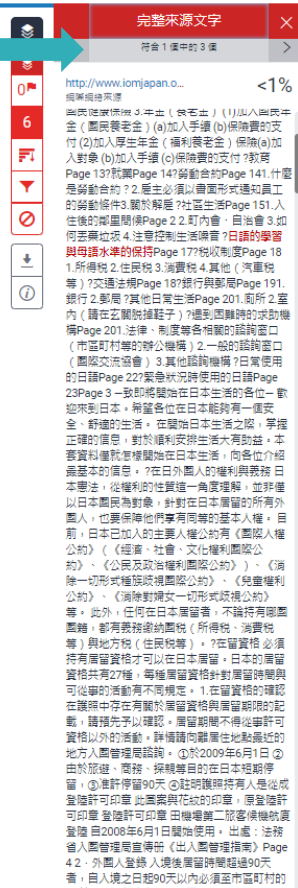 完整來源文字
符合 1 個中的 3 個
http://www.iomjapan.o...
<1%
網際網絡來源
0
6
民健康保險 3.年金（養老金）(1)加入國民年
金（國民養老金）(a)加入手續 (b)保險費的支
付 (2)加入厚生年金（福利養老金）保險(a)加
入對象 (b)加入手續 (c)保險費的支付 ?教育
Page 13?就業Page 14?勞動合約Page 141.什麼
是勞動合約？2.雇主必須以書面形式通知員工
的勞動條件3.關於解雇 ?社區生活Page 151.入
住後的鄰里關係Page 2 2.町內會．自治會 3.如
何丟棄垃圾 4.注意控制生活噪音 ?日語的學習
與母語水準的保持Page 17?稅收制度Page 18
1.所得稅 2.住民稅 3.消費稅 4.其他（汽車稅
等）?交通法規Page 18?銀行與郵局Page 191.
銀行 2.郵局 ?其他日常生活Page 201.廁所 2.室
內（請在玄關脫掉鞋子）?遇到困難時的求助機
構Page 201.法律、制度等各相關的諮詢窗口
（市區町村等的辦公機構）2.一般的諮詢窗口
（國際交流協會） 3.其他諮詢機構 ?日常使用
的日語Page 22?緊急狀況時使用的日語Page
23Page 3 一致即將開始在日本生活的各位一 歡
迎來到日本。希望各位在日本能夠有一個安
全、舒適的生活。 在開始日本生活之際，掌握
正確的信息，對於順利安排生活大有助益。本
套資料僅就怎樣開始在日本生活，向各位介紹
最基本的信息。 ?在日外國人的權利與義務 日
本憲法，從權利的性質這一角度理解，並非僅
以日本國民為對象，針對在日本居留的所有外
國人，也要保障他們享有同等的基本人權。 目
前，日本已加入的主要人權公約有《國際人權
公約》（《經濟、社會、文化權利國際公
約》、《公民及政治權利國際公約》）、《消
除一切形式種族歧視國際公約》、《兒童權利
公約》、《消除對婦女一切形式歧視公約》
等。 此外，任何在日本居留者，不論持有哪國
國籍，都有義務繳納國稅（所得稅、消費稅
等）與地方稅（住民稅等）。 ?在留資格 必須
持有居留資格才可以在日本居留。日本的居留
資格共有27種，每種居留資格針對居留時間與
可從事的活動有不同規定。 1.在留資格的確認
在護照中存在有關於居留資格與居留期限的記
載，請預先予以確認。居留期間不得從事許可
資格以外的活動。詳情請向離居住地點最近的
地方入國管理局諮詢。 ①於2009年6月1日 ②
由於旅遊、商務、探親等目的在日本短期停
留，③准許停留90天 ④註明護照持有人是從成
登陸許可印章 此圖案與花紋的印章，原登陸許
可印章 登陸許可印章 田機場第二旅客候機航廈
登陸 自2008年6月1日開始使用。 出處：法務
省入國管理局宣傳冊《出入國管理指南》Page
4 2．外國人登錄 入境後居留時間超過90天
者，自入境之日起90天以內必須至市町村的